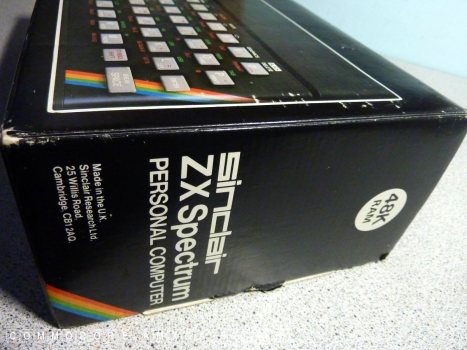 sinclair
ZX Spectrum
PERSONAL COMPUTER
48K
RAM
Made in the U.K.
Sinclair Research Ltd.
25 Willis Road.
Cambridge. CB1 2AQ.